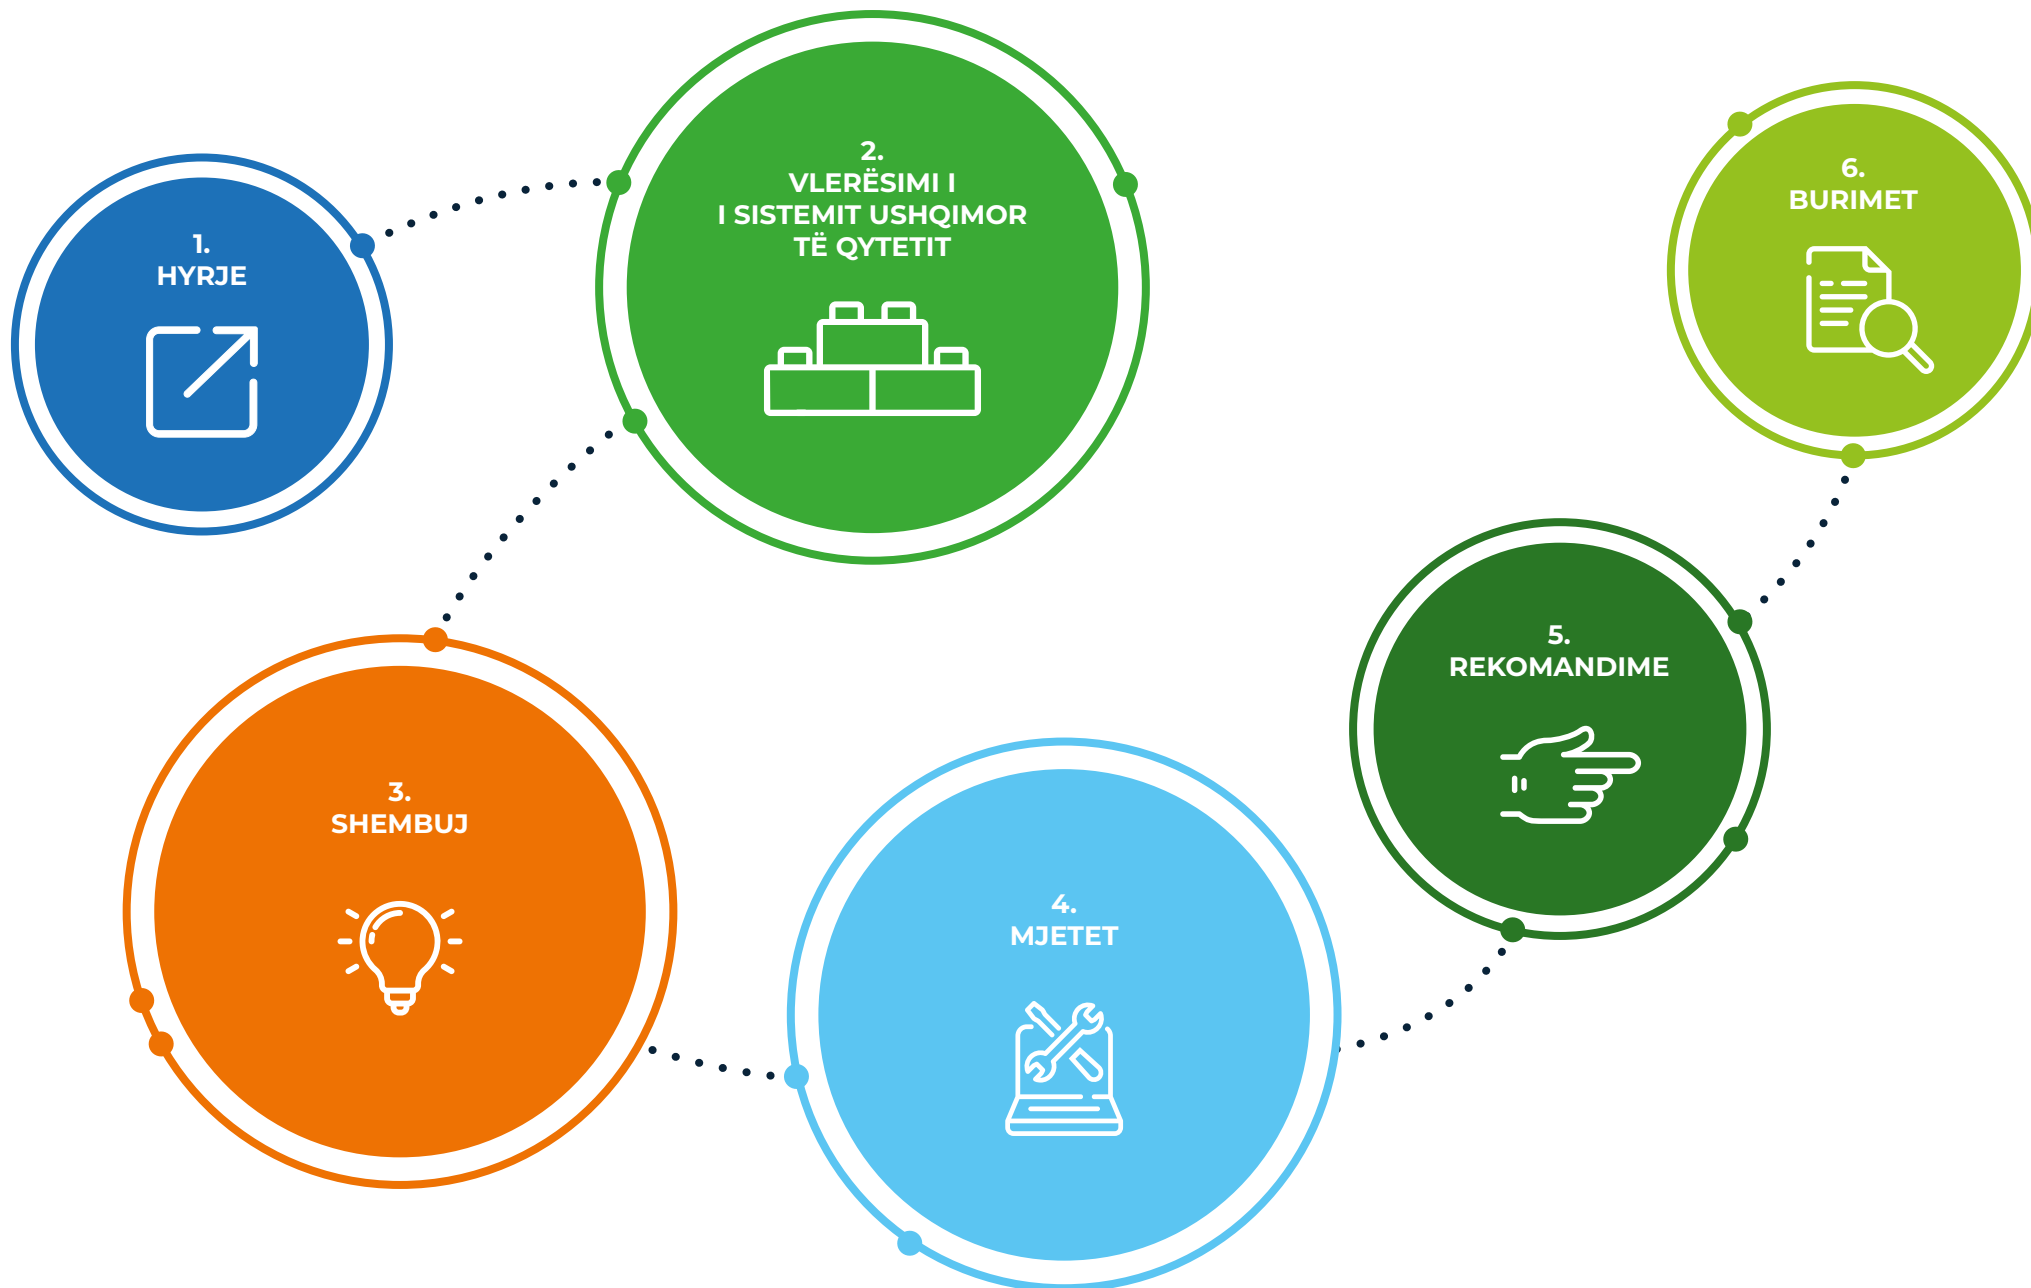 1.
HYRJE
2.
VLERËSIMI I
I SISTEMIT USHQIMOR
TË QYTETIT
3.
SHEMBUJ
4.
MJETET
5.
REKOMANDIME
6.
BURIMET